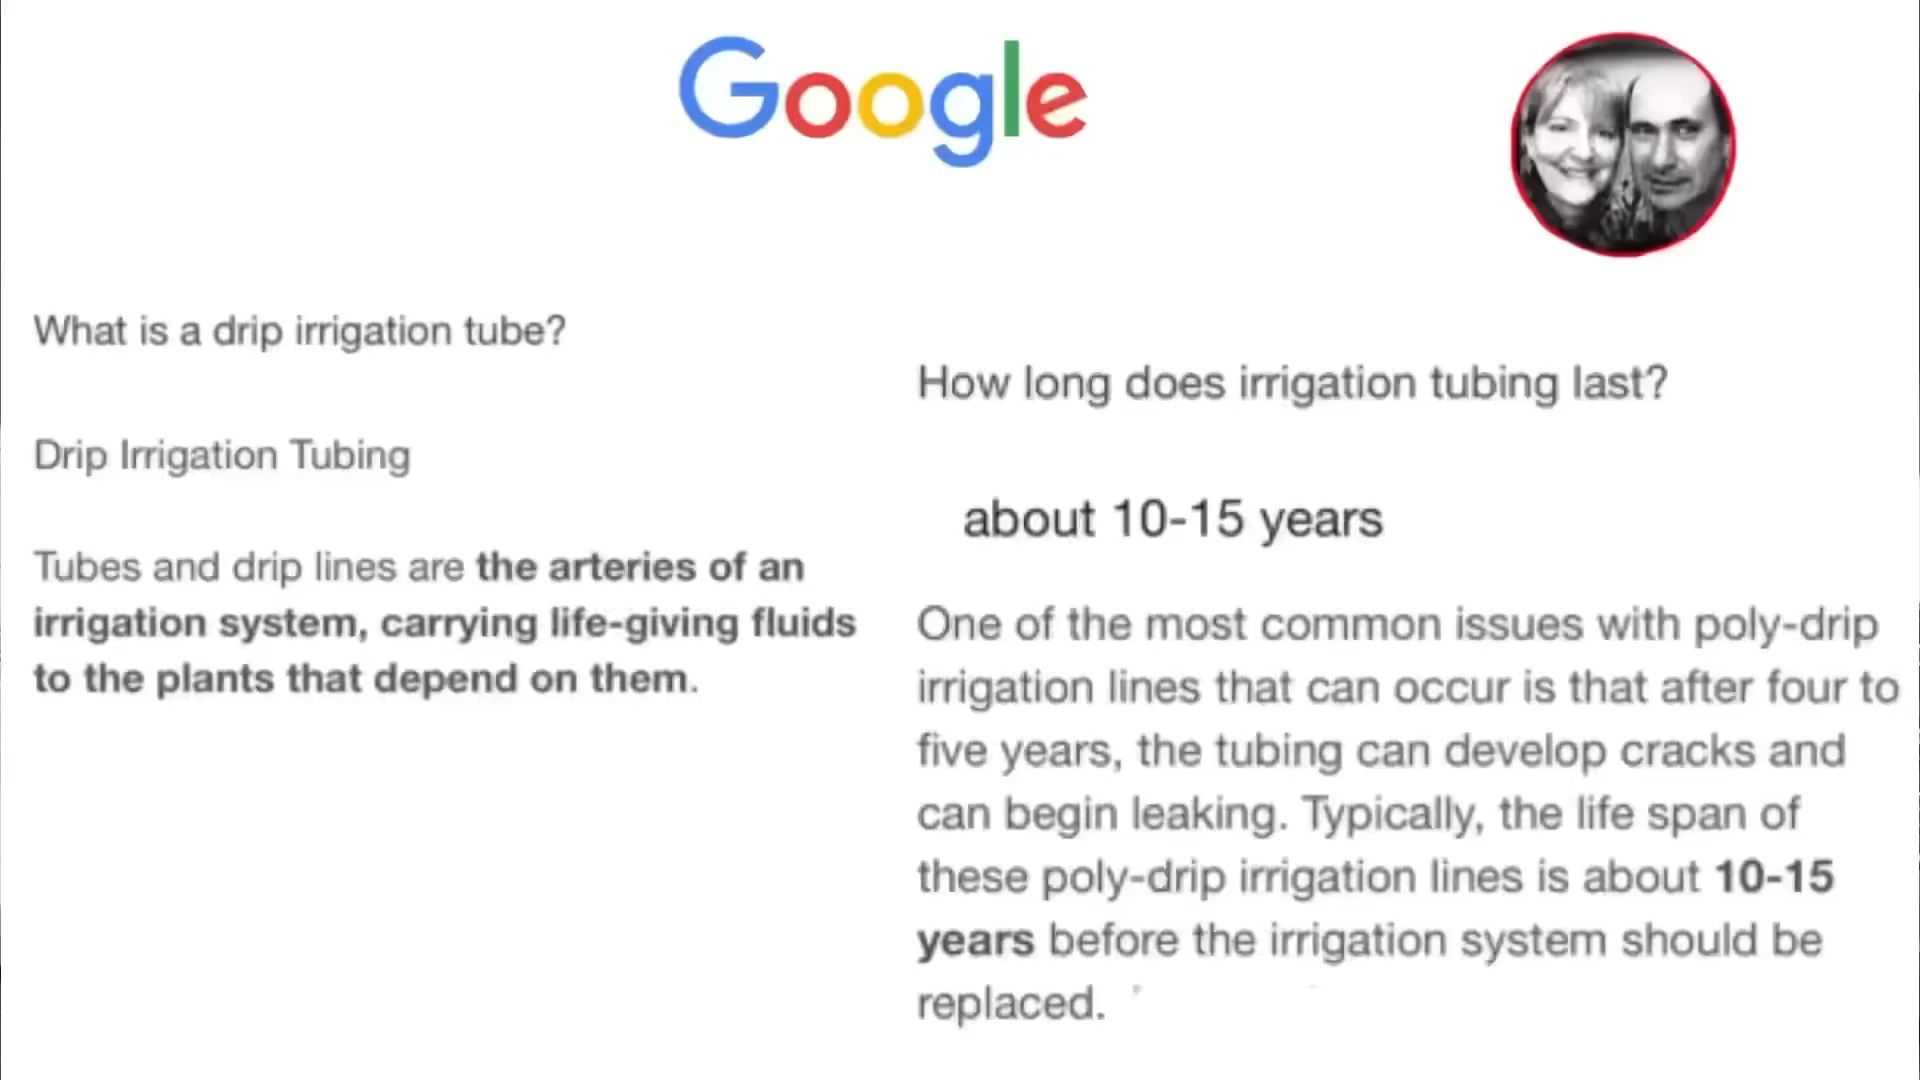 Google
What is a drip irrigation tube?
Drip Irrigation Tubing
Tubes and drip lines are the arteries of an
irrigation system, carrying life-giving fluids
to the plants that depend on them.
How long does irrigation tubing last?
about 10-15 years
One of the most common issues with poly-drip
irrigation lines that can occur is that after four to
five years, the tubing can develop cracks and
can begin leaking. Typically, the life span of
these poly-drip irrigation lines is about 10-15
years before the irrigation system should be
replaced.